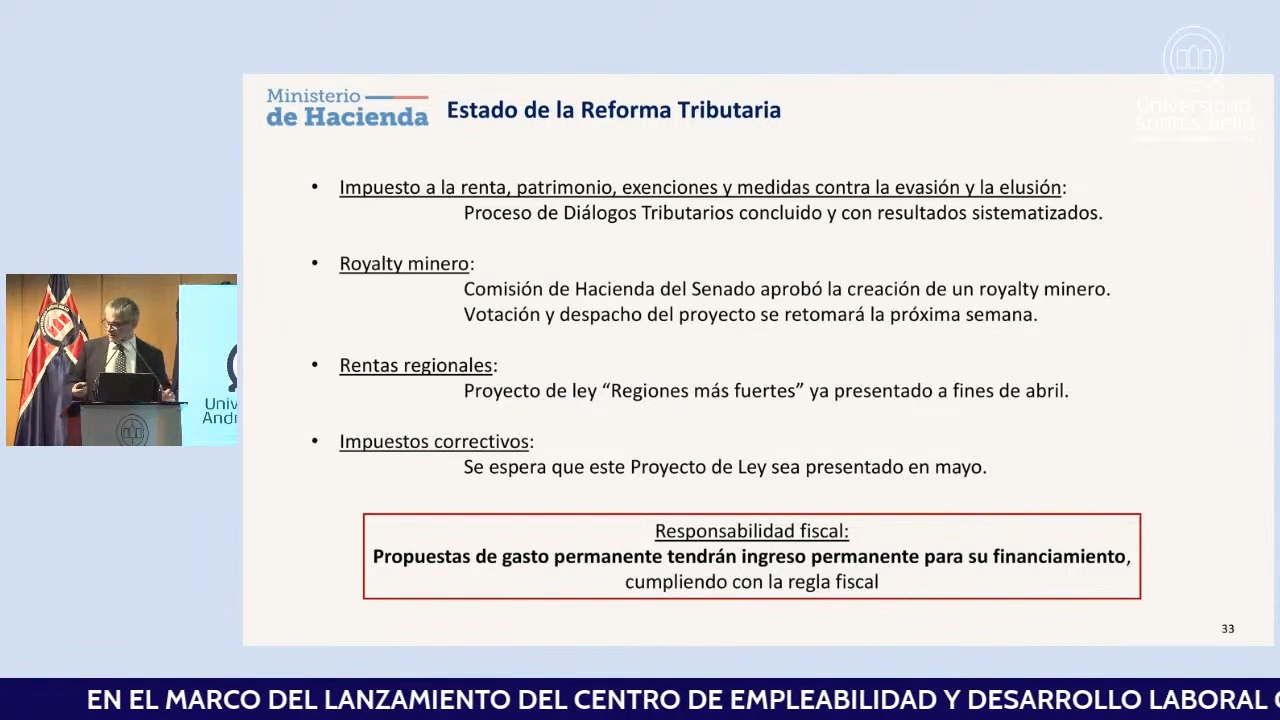 Ministerio
de Hacienda
Estado de la Reforma Tributaria
Universidad
Andrés Bello
• Impuesto a la renta, patrimonio, exenciones y medidas contra la evasión y la elusión:
Proceso de Diálogos Tributarios concluido y con resultados sistematizados.
• Royalty minero:
Comisión de Hacienda del Senado aprobó la creación de un royalty minero.
Votación y despacho del proyecto se retomará la próxima semana.
• Rentas regionales:
Proyecto de ley “Regiones más fuertes” ya presentado a fines de abril.
• Impuestos correctivos:
Se espera que este Proyecto de Ley sea presentado en mayo.
Responsabilidad fiscal:
Propuestas de gasto permanente tendrán ingreso permanente para su financiamiento,
cumpliendo con la regla fiscal
33
Univ
Andr
EN EL MARCO DEL LANZAMIENTO DEL CENTRO DE EMPLEABILIDAD Y DESARROLLO LABORAL